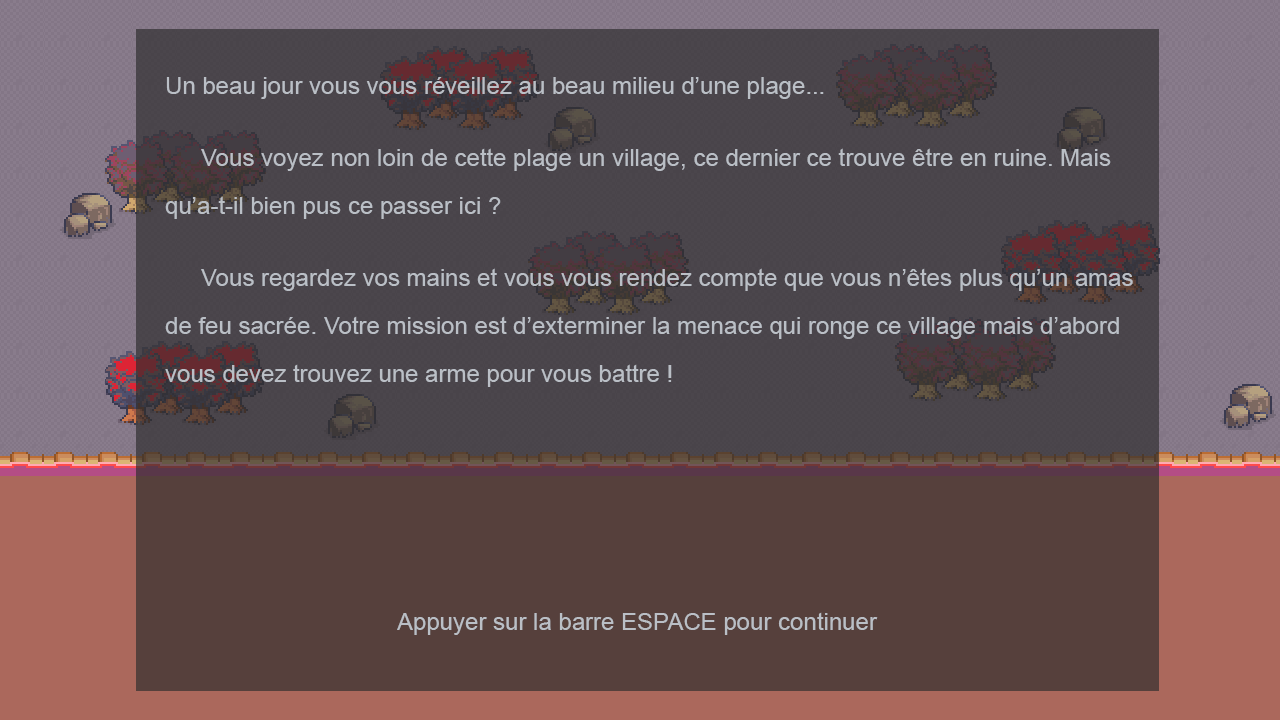 Un beau jour vous vous réveillez au beau milieu d’une plage...
Vous voyez non loin de cette plage un village, ce dernier ce trouve être en ruine. Mais
qu’a-t-il bien pus ce passer ici ?
Vous regardez vos mains et vous vous rendez compte que vous n’êtes plus qu’un amas
de feu sacrée. Votre mission est d’exterminer la menace qui ronge ce village mais d’abord
vous devez trouvez une arme pour vous battre !
Appuyer sur la barre ESPACE pour continuer